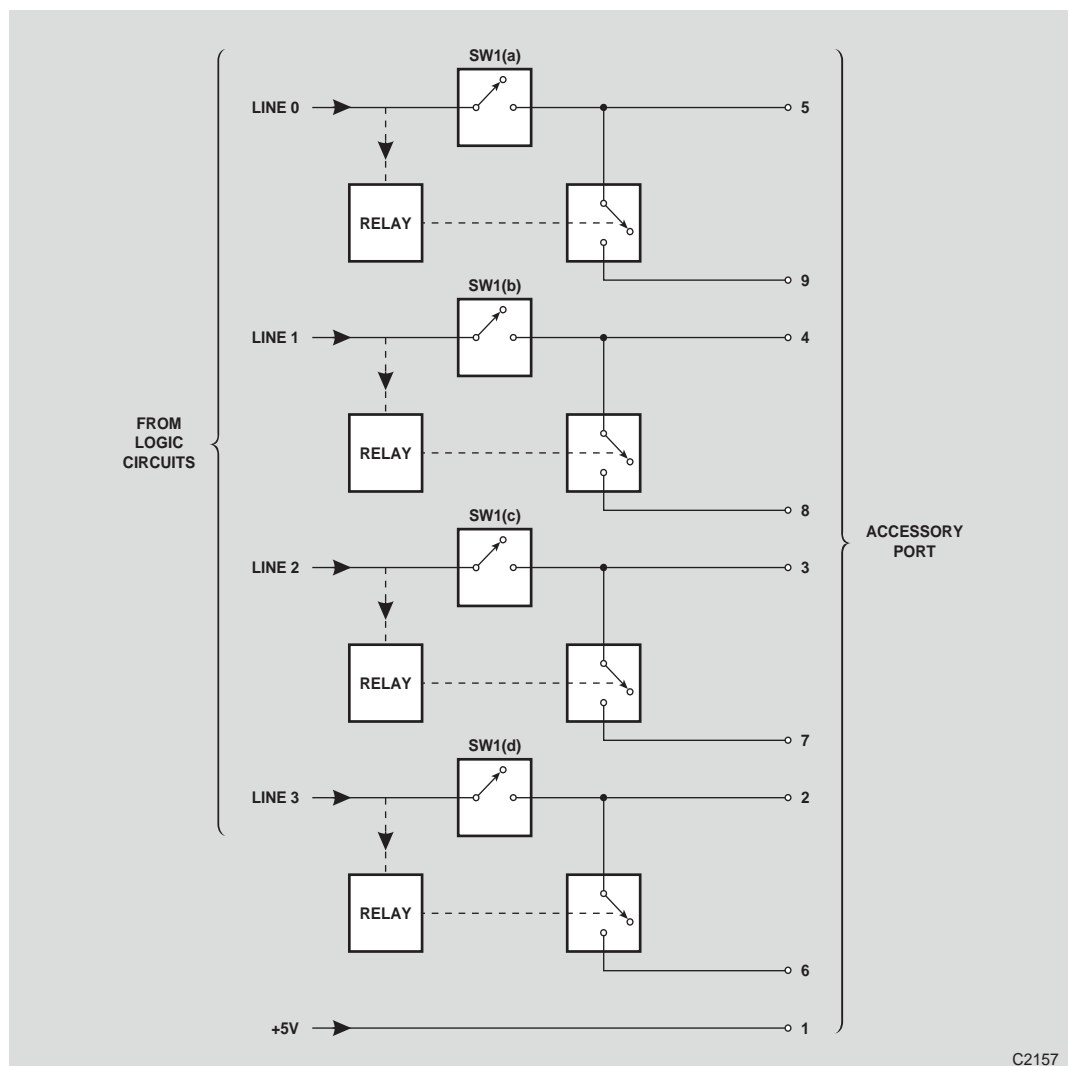 SW1(a)
LINE 0
5
RELAY
9
SW1(b)
LINE 1
4
RELAY
8
FROM
LOGIC
CIRCUITS
SW1(c)
LINE 2
3
RELAY
7
ACCESSORY
PORT
SW1(d)
LINE 3
2
RELAY
6
+5V
1
C2157